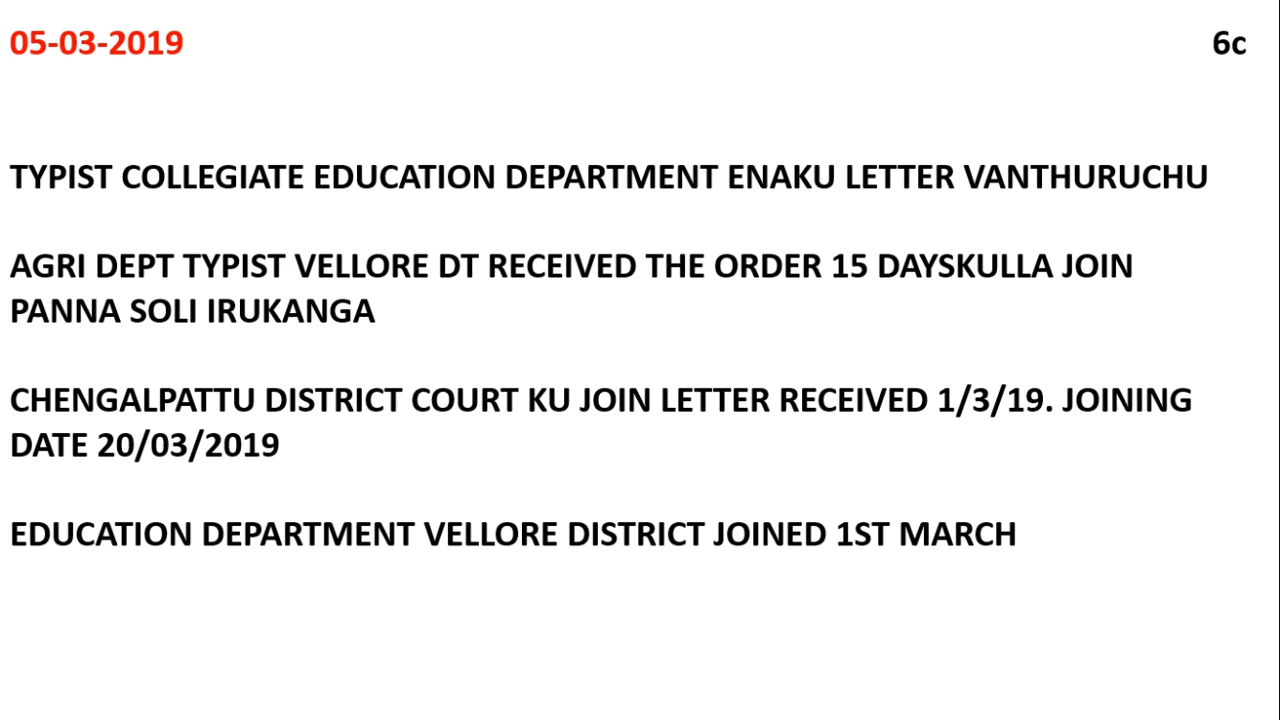 05-03-2019 6c
TYPIST COLLEGIATE EDUCATION DEPARTMENT ENAKU LETTER VANTHURUCHU
AGRI DEPT TYPIST VELLORE DT RECEIVED THE ORDER 15 DAYSKULLA JOIN
PANNA SOLI IRUKANGA
CHENGALPATTU DISTRICT COURT KU JOIN LETTER RECEIVED 1/3/19. JOINING
DATE 20/03/2019
EDUCATION DEPARTMENT VELLORE DISTRICT JOINED 1ST MARCH